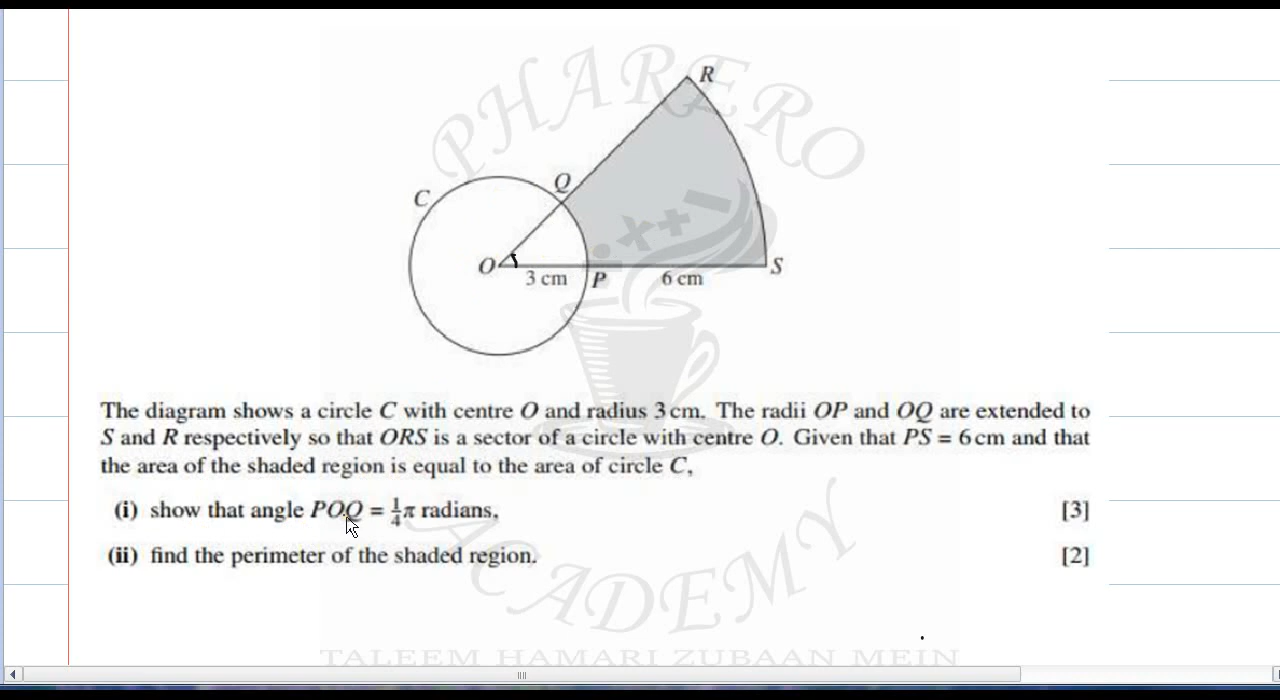 PHARERO
R
Q
C
O
3 cm
P
6 cm
S
The diagram shows a circle C with centre O and radius 3 cm. The radii OP and OQ are extended to
S and R respectively so that ORS is a sector of a circle with centre O. Given that PS = 6 cm and that
the area of the shaded region is equal to the area of circle C,
(i) show that angle POQ = ¼π radians, [3]
(ii) find the perimeter of the shaded region. [2]
ACADEMY
TALEEM HAMARI ZUBAAN MEIN